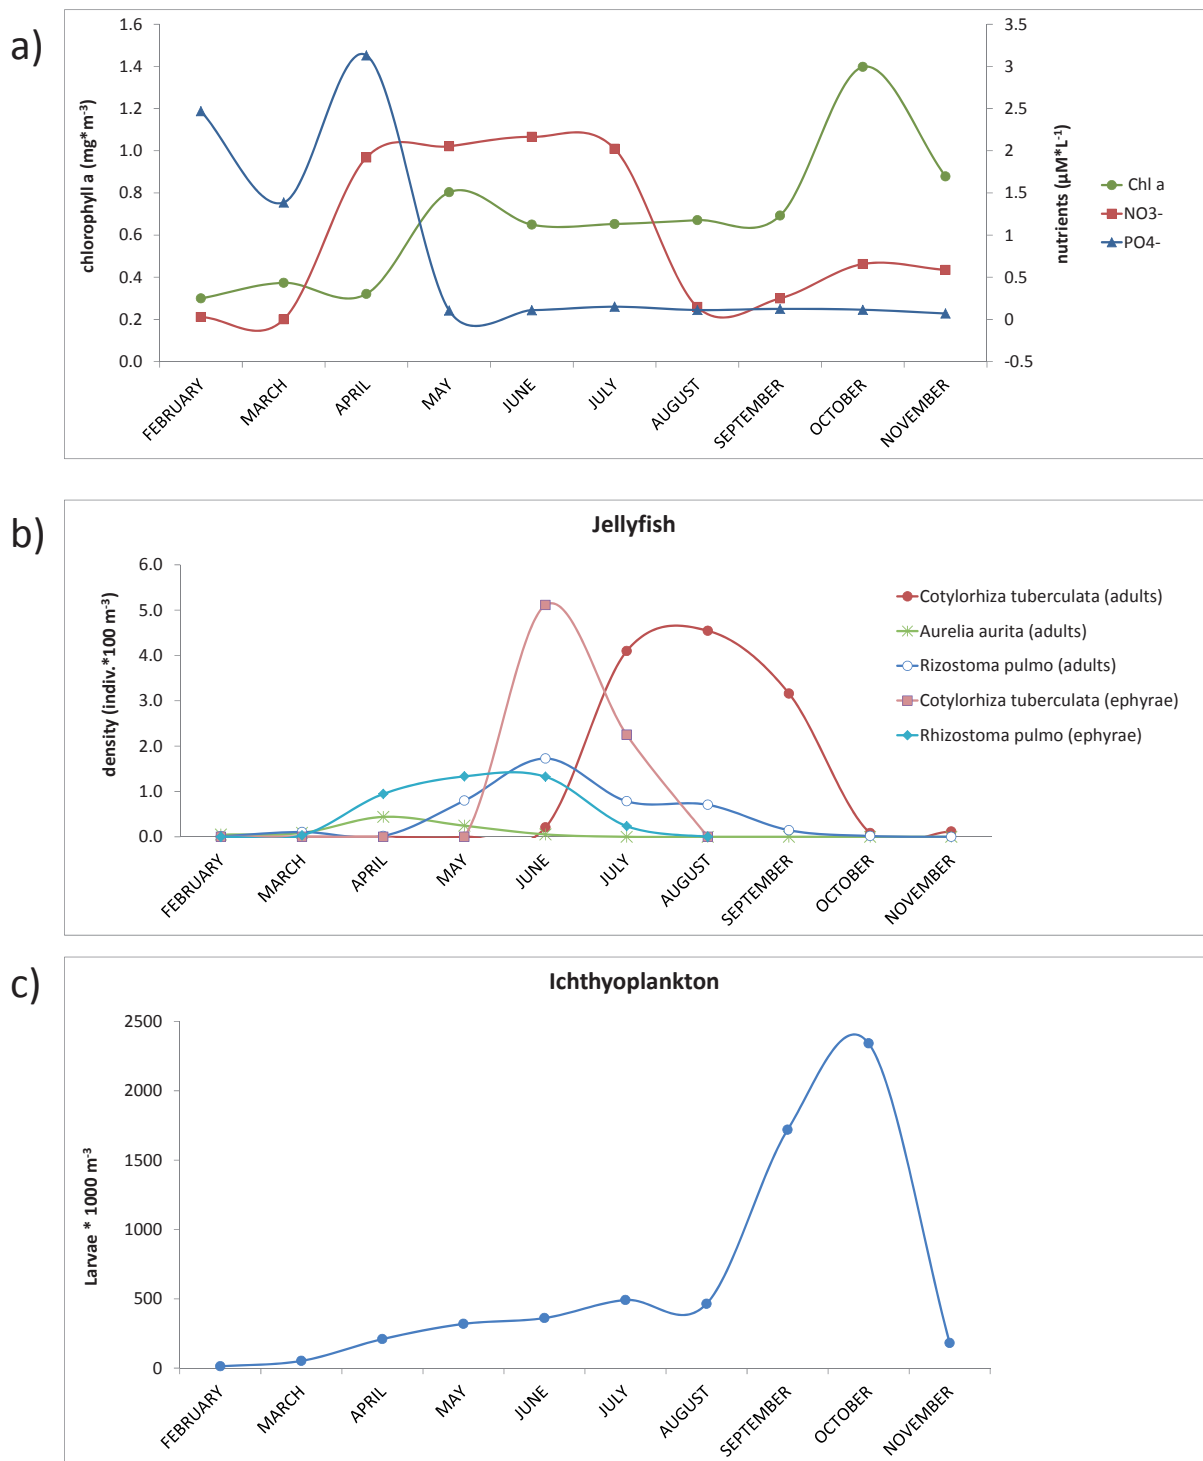 a)
1.6
1.4
1.2
1.0
0.8
0.6
0.4
0.2
0.0
chlorophyll a (mg*m-3)
3.5
3
2.5
2
1.5
1
0.5
0
-0.5
nutrients (µM*L-1)
FEBRUARY
MARCH
APRIL
MAY
JUNE
JULY
AUGUST
SEPTEMBER
OCTOBER
NOVEMBER
Chl a
NO3-
PO4-
b)
Jellyfish
6.0
5.0
4.0
3.0
2.0
1.0
0.0
density (indiv.*100 m-3)
FEBRUARY
MARCH
APRIL
MAY
JUNE
JULY
AUGUST
SEPTEMBER
OCTOBER
NOVEMBER
Cotylorhiza tuberculata (adults)
Aurelia aurita (adults)
Rizostoma pulmo (adults)
Cotylorhiza tuberculata (ephyrae)
Rhizostoma pulmo (ephyrae)
c)
Ichthyoplankton
2500
2000
1500
1000
500
0
Larvae * 1000 m-3
FEBRUARY
MARCH
APRIL
MAY
JUNE
JULY
AUGUST
SEPTEMBER
OCTOBER
NOVEMBER